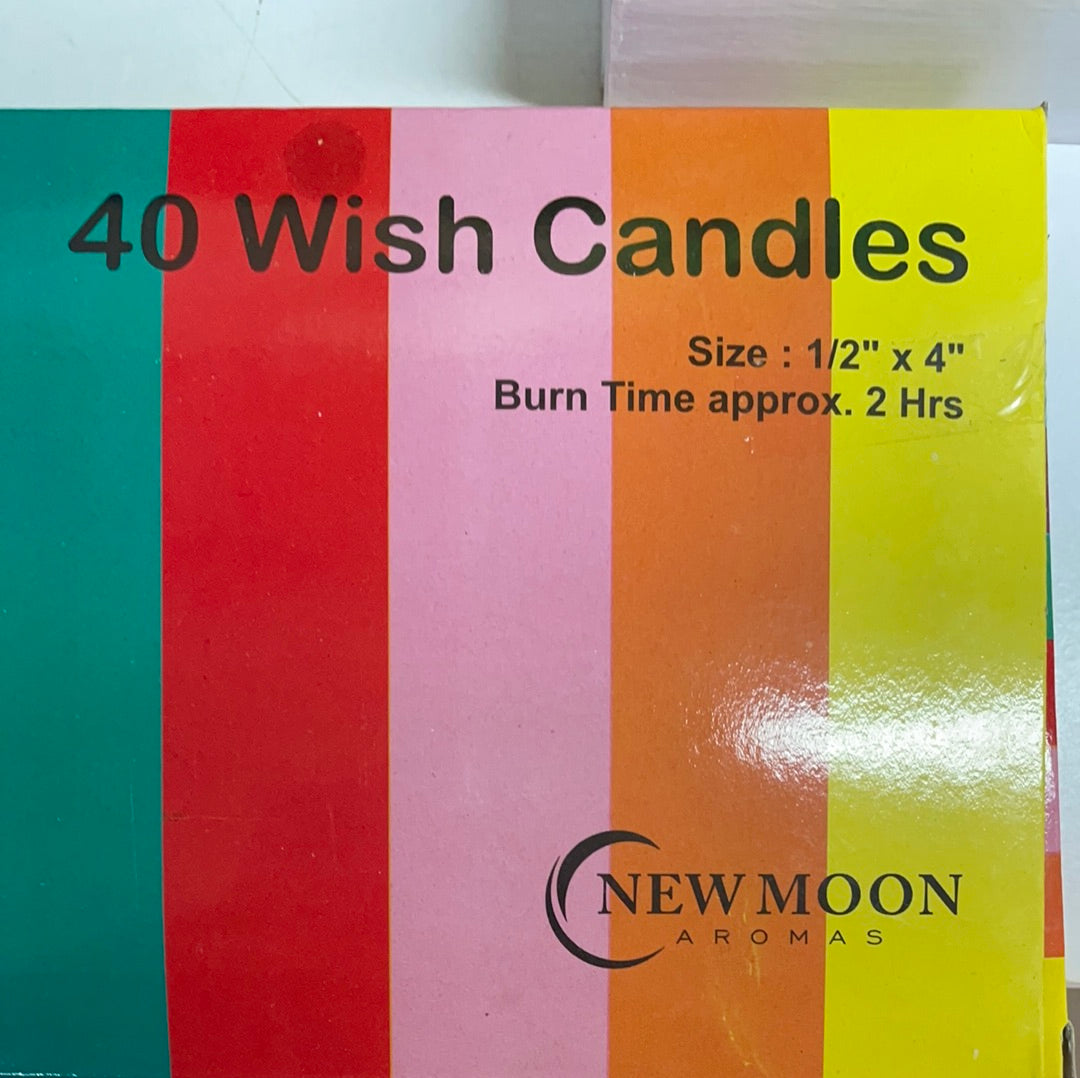 40 Wish Candles
Size : 1/2" x 4"
Burn Time approx. 2 Hrs
NEW MOON
AROMAS